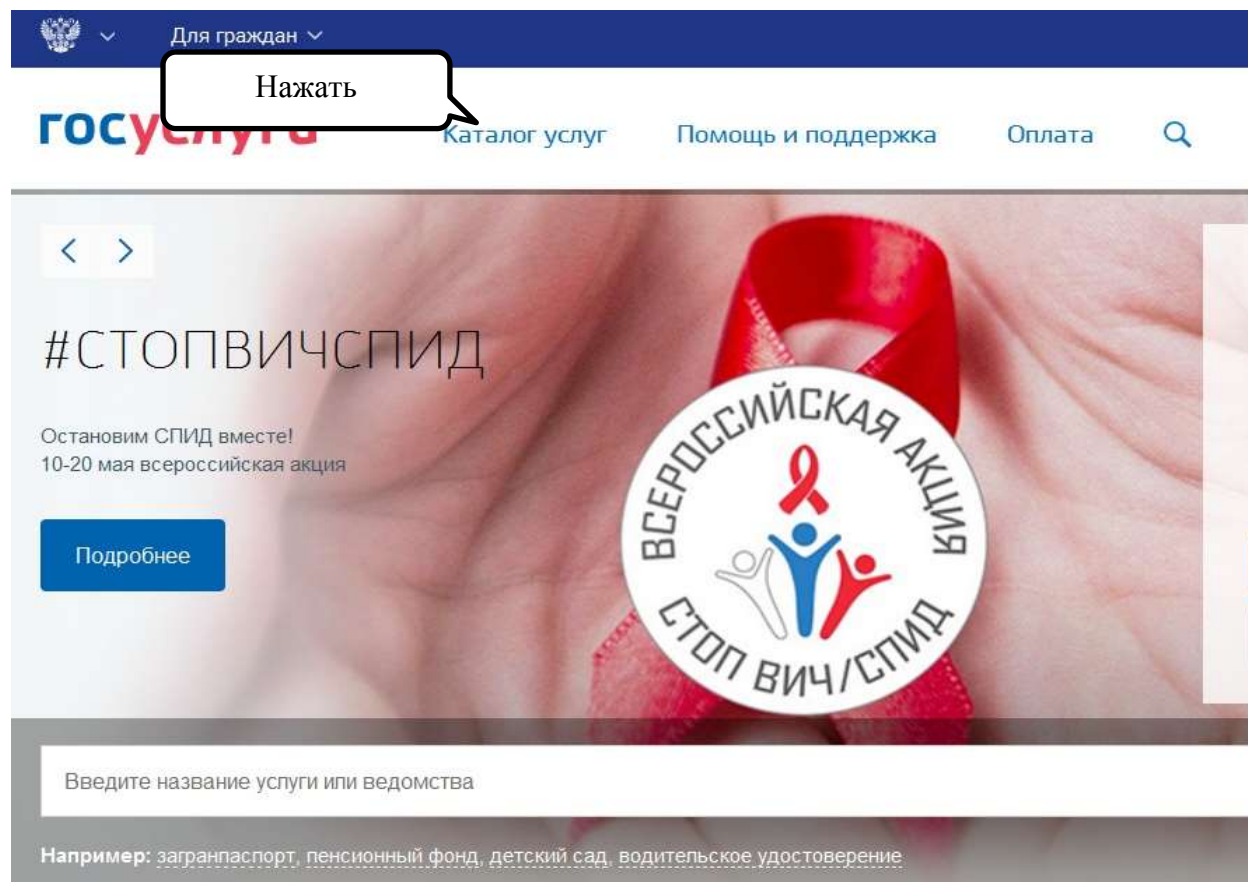 Для граждан
Нажать
госуслуги
Каталог услуг Помощь и поддержка Оплата
#СТОПВИЧСПИД
Остановим СПИД вместе!
10-20 мая всероссийская акция
Подробнее
ВСЕРОССИЙСКАЯ АКЦИЯ
СТОП ВИЧ/СПИД
Введите название услуги или ведомства
Например: загранпаспорт, пенсионный фонд, детский сад, водительское удостоверение